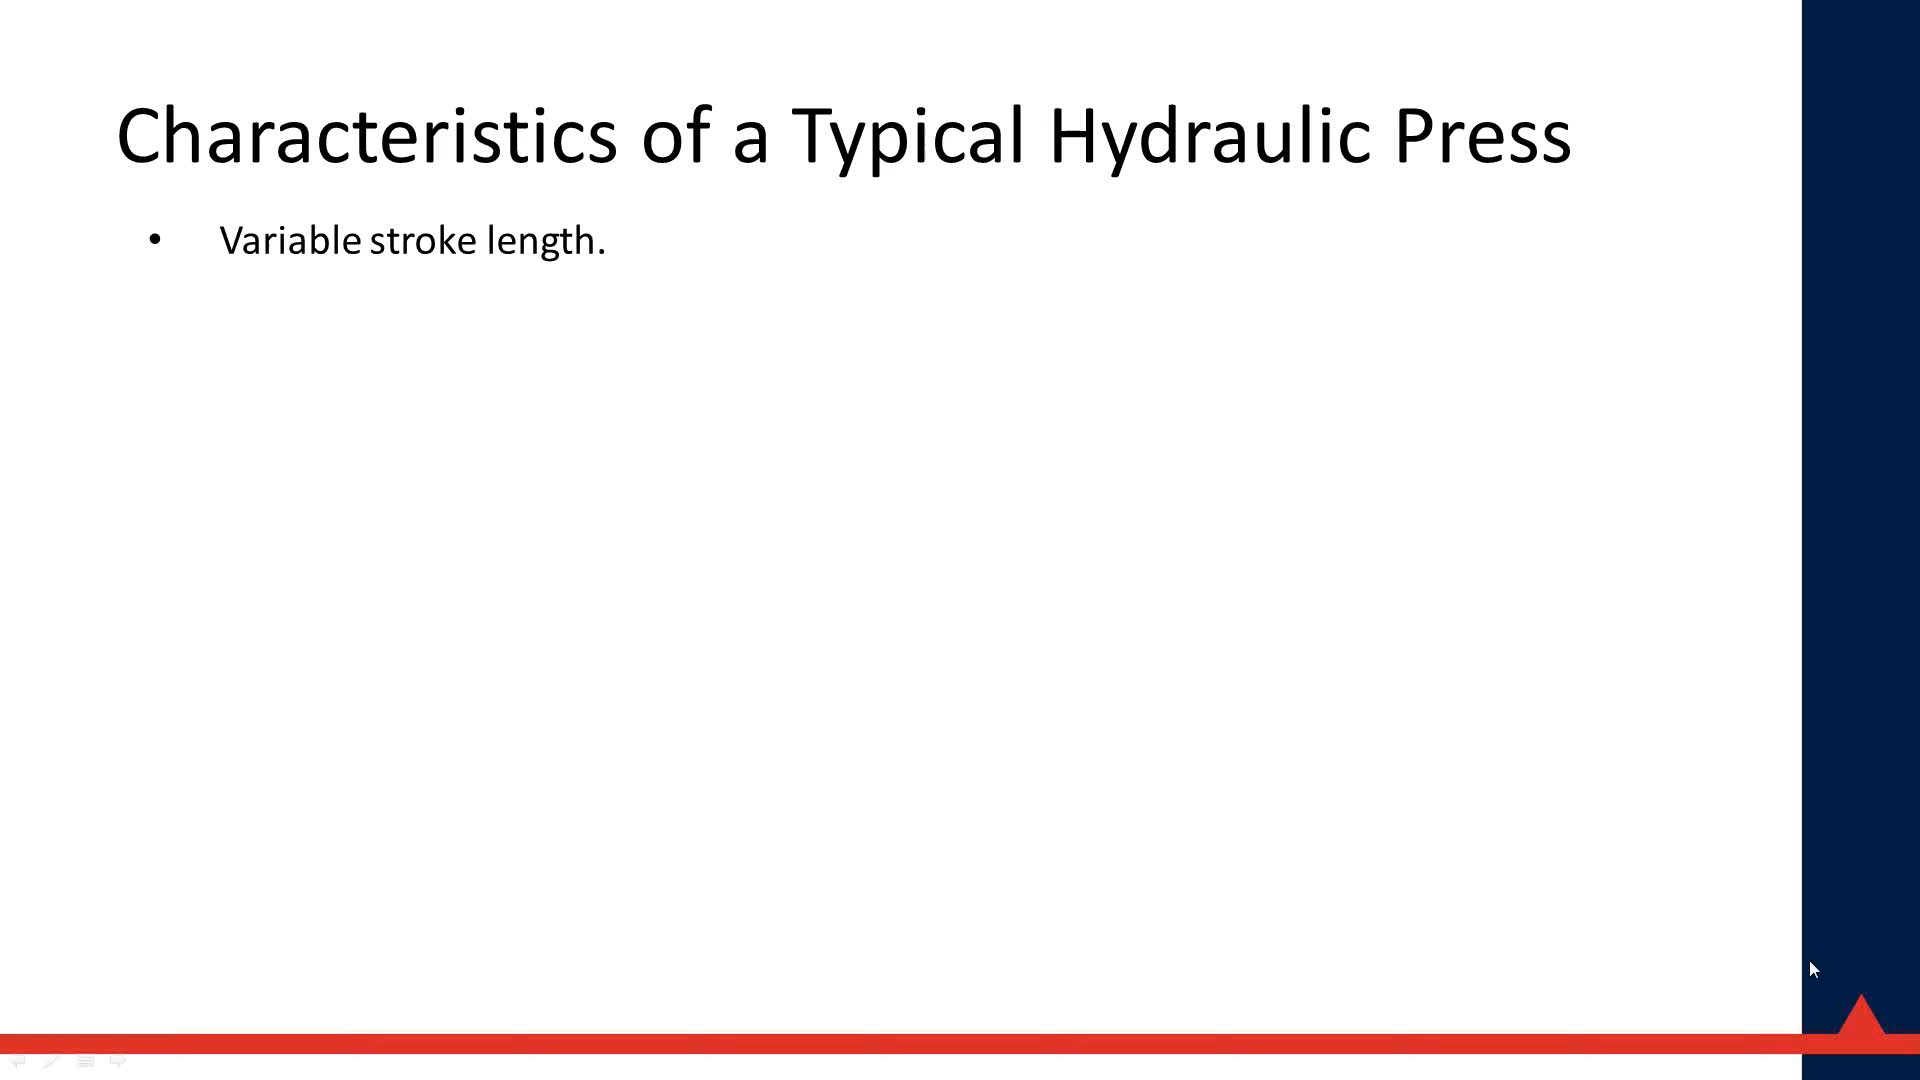 Characteristics of a Typical Hydraulic Press
• Variable stroke length.